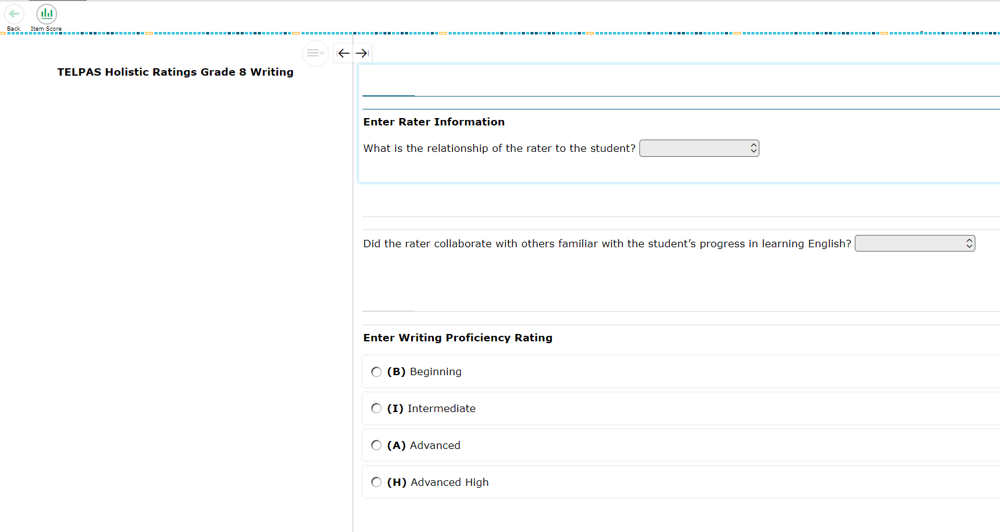 Back Item Score
TELPAS Holistic Ratings Grade 8 Writing
Enter Rater Information
What is the relationship of the rater to the student?
Did the rater collaborate with others familiar with the student’s progress in learning English?
Enter Writing Proficiency Rating
(B) Beginning
(I) Intermediate
(A) Advanced
(H) Advanced High